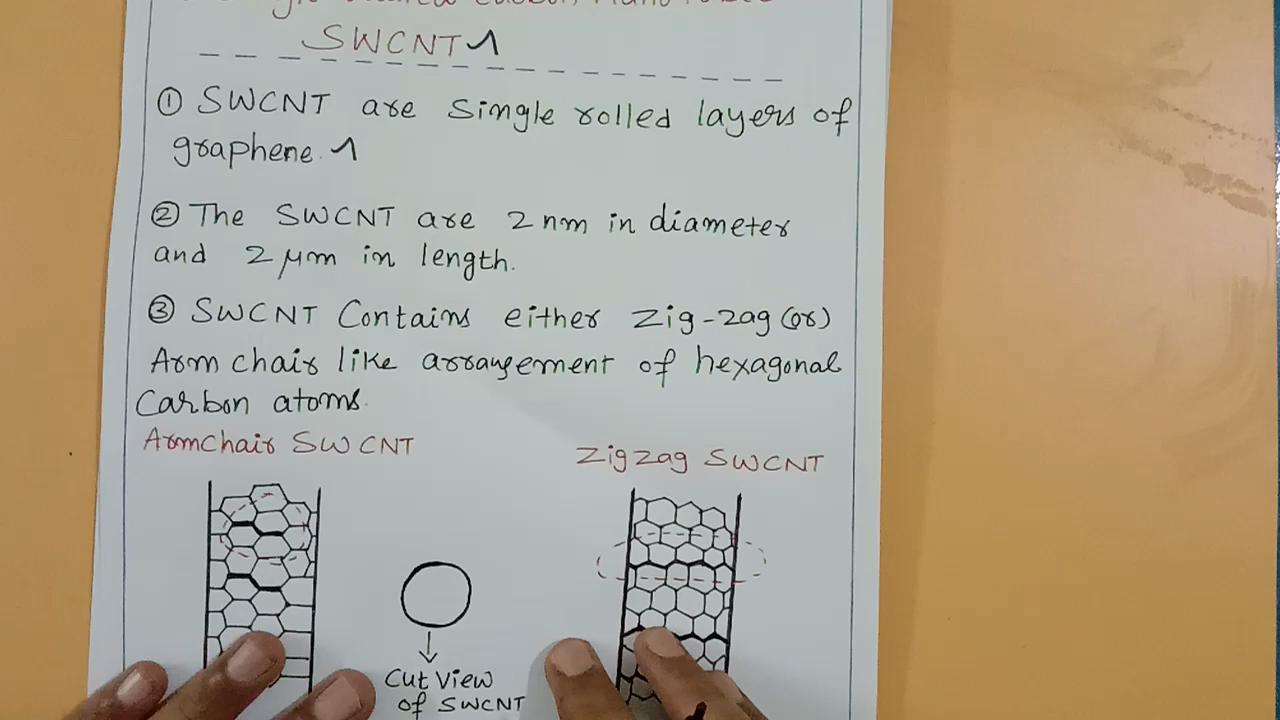 SWCNT
① SWCNT are single rolled layers of
graphene.
② The SWCNT are 2 nm in diameter
and 2 μm in length.
③ SWCNT Contains either Zig-zag (or)
Arm chair like arrangement of hexagonal
Carbon atoms.
Armchair SWCNT
Zigzag SWCNT
Cut View
of SWCNT